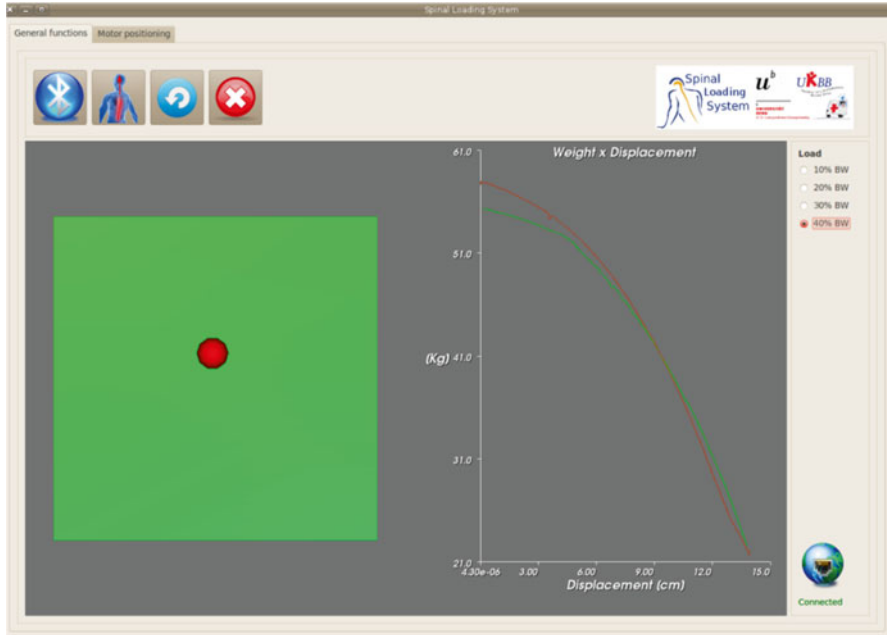 Spinal Loading System
General functions
Motor positioning
Spinal
Loading
System
u^b
UKBB
Weight x Displacement
61.0
51.0
(Kg) 41.0
31.0
21.0
4.30e-06 3.00 6.00 9.00 12.0 15.0
Displacement (cm)
Load
10% BW
20% BW
30% BW
40% BW
Connected